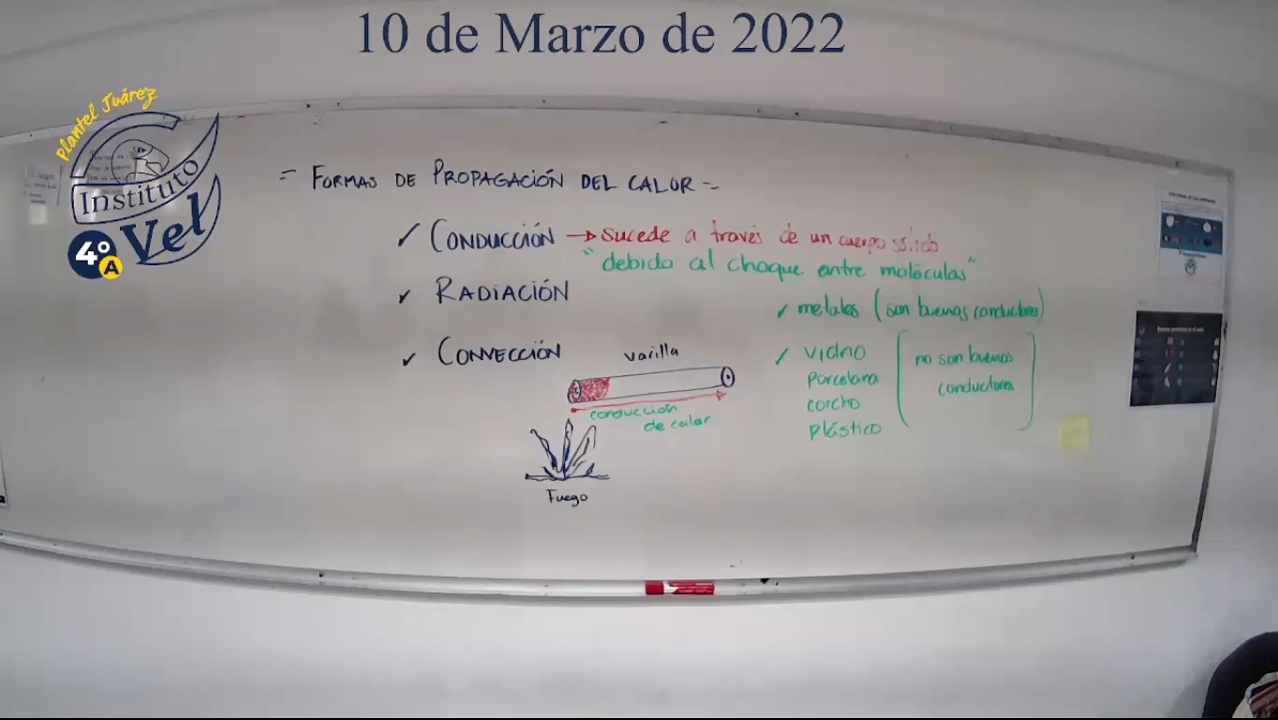 10 de Marzo de 2022
Plantel Juárez
Instituto
Vel
4°
A
= FORMAS DE PROPAGACIÓN DEL CALOR =
✓ CONDUCCIÓN → sucede a través de un cuerpo sólido
"debido al choque entre moléculas"
✓ RADIACIÓN
✓ metales (son buenos conductores)
✓ CONVECCIÓN
varilla
✓ vidrio
porcelana
corcho
plástico
no son buenos
conductores
conducción
de calor
Fuego